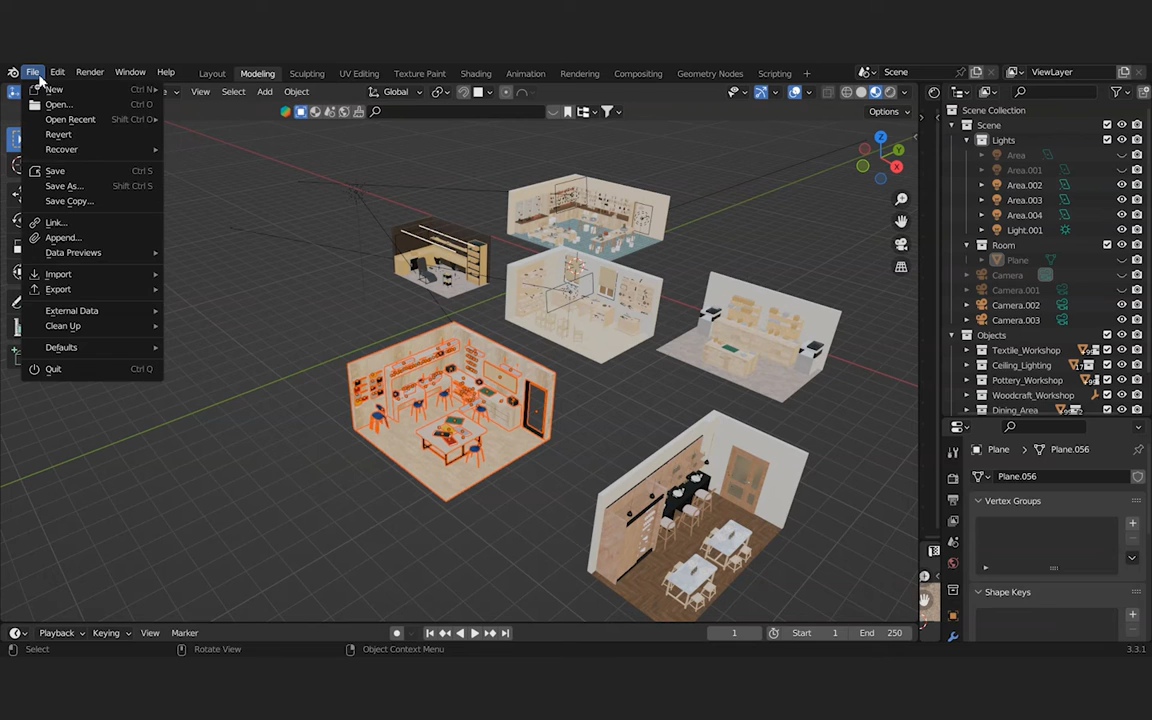 File Edit Render Window Help Layout Modeling Sculpting UV Editing Texture Paint Shading Animation Rendering Compositing Geometry Nodes Scripting + Scene ViewLayer
View Select Add Object Global Options
New Ctrl N
Open... Ctrl O
Open Recent Shift Ctrl O
Revert
Recover
Save Ctrl S
Save As... Shift Ctrl S
Save Copy...
Link...
Append...
Data Previews
Import
Export
External Data
Clean Up
Defaults
Quit Ctrl Q
Z
Y
X
Scene Collection
Scene
Lights
Area
Area.001
Area.002
Area.003
Area.004
Light.001
Room
Plane
Camera
Camera.001
Camera.002
Camera.003
Objects
Textile_Workshop
Ceiling_Lighting
Pottery_Workshop
Woodcraft_Workshop
Dining_Area
Plane Plane.056
Plane.056
Vertex Groups
Shape Keys
Playback Keying View Marker 1 Start 1 End 250
Select Rotate View Object Context Menu 3.3.1